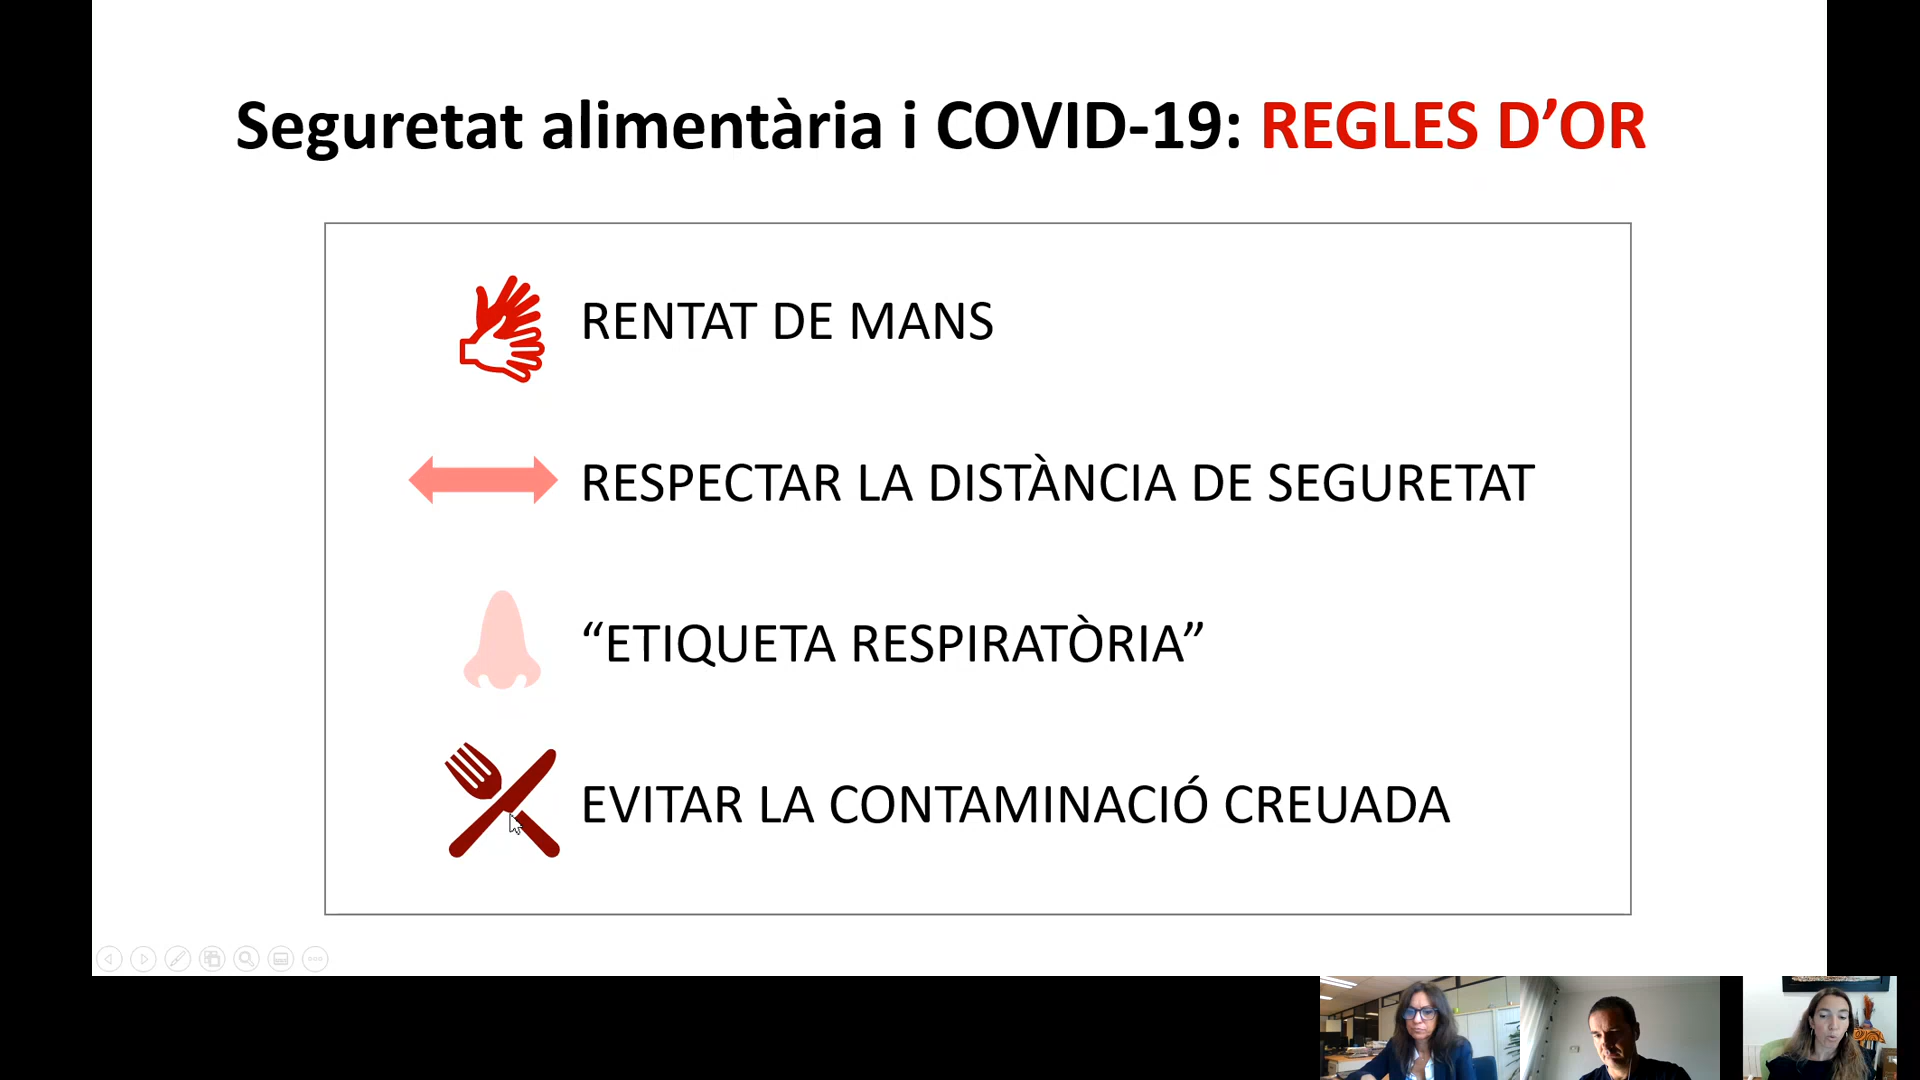 Seguretat alimentària i COVID-19: REGLES D’OR
RENTAT DE MANS
RESPECTAR LA DISTÀNCIA DE SEGURETAT
“ETIQUETA RESPIRATÒRIA”
EVITAR LA CONTAMINACIÓ CREUADA